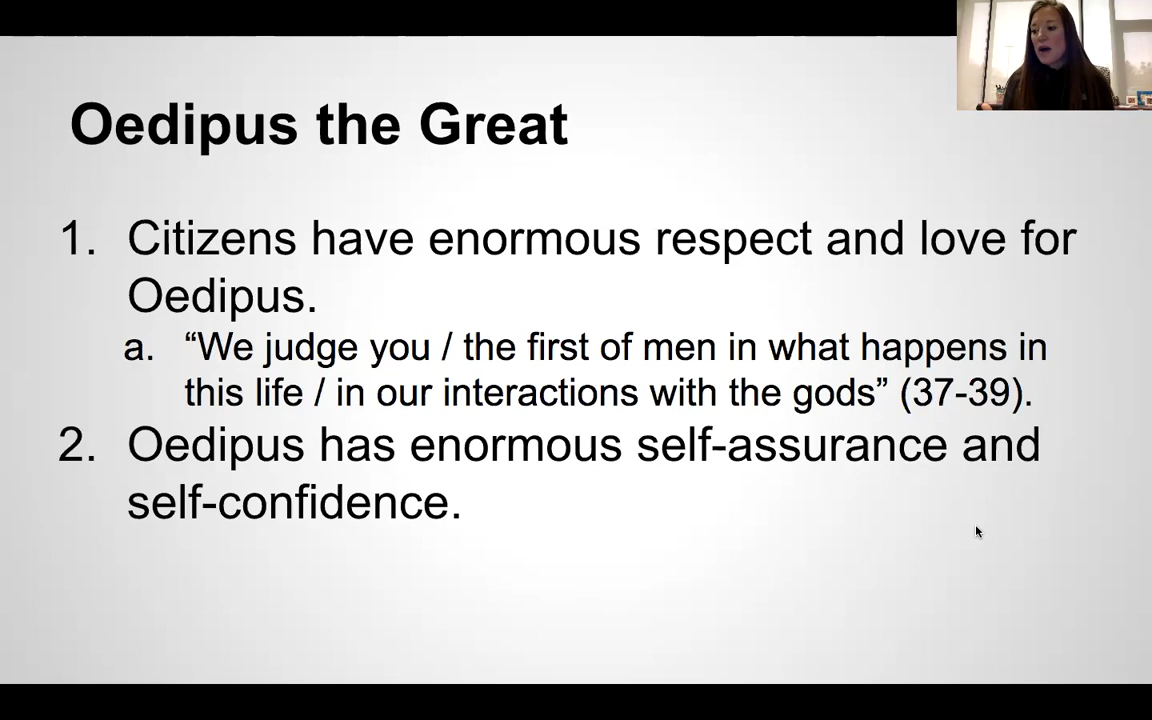 Oedipus the Great
1. Citizens have enormous respect and love for
Oedipus.
a. “We judge you / the first of men in what happens in
this life / in our interactions with the gods” (37-39).
2. Oedipus has enormous self-assurance and
self-confidence.